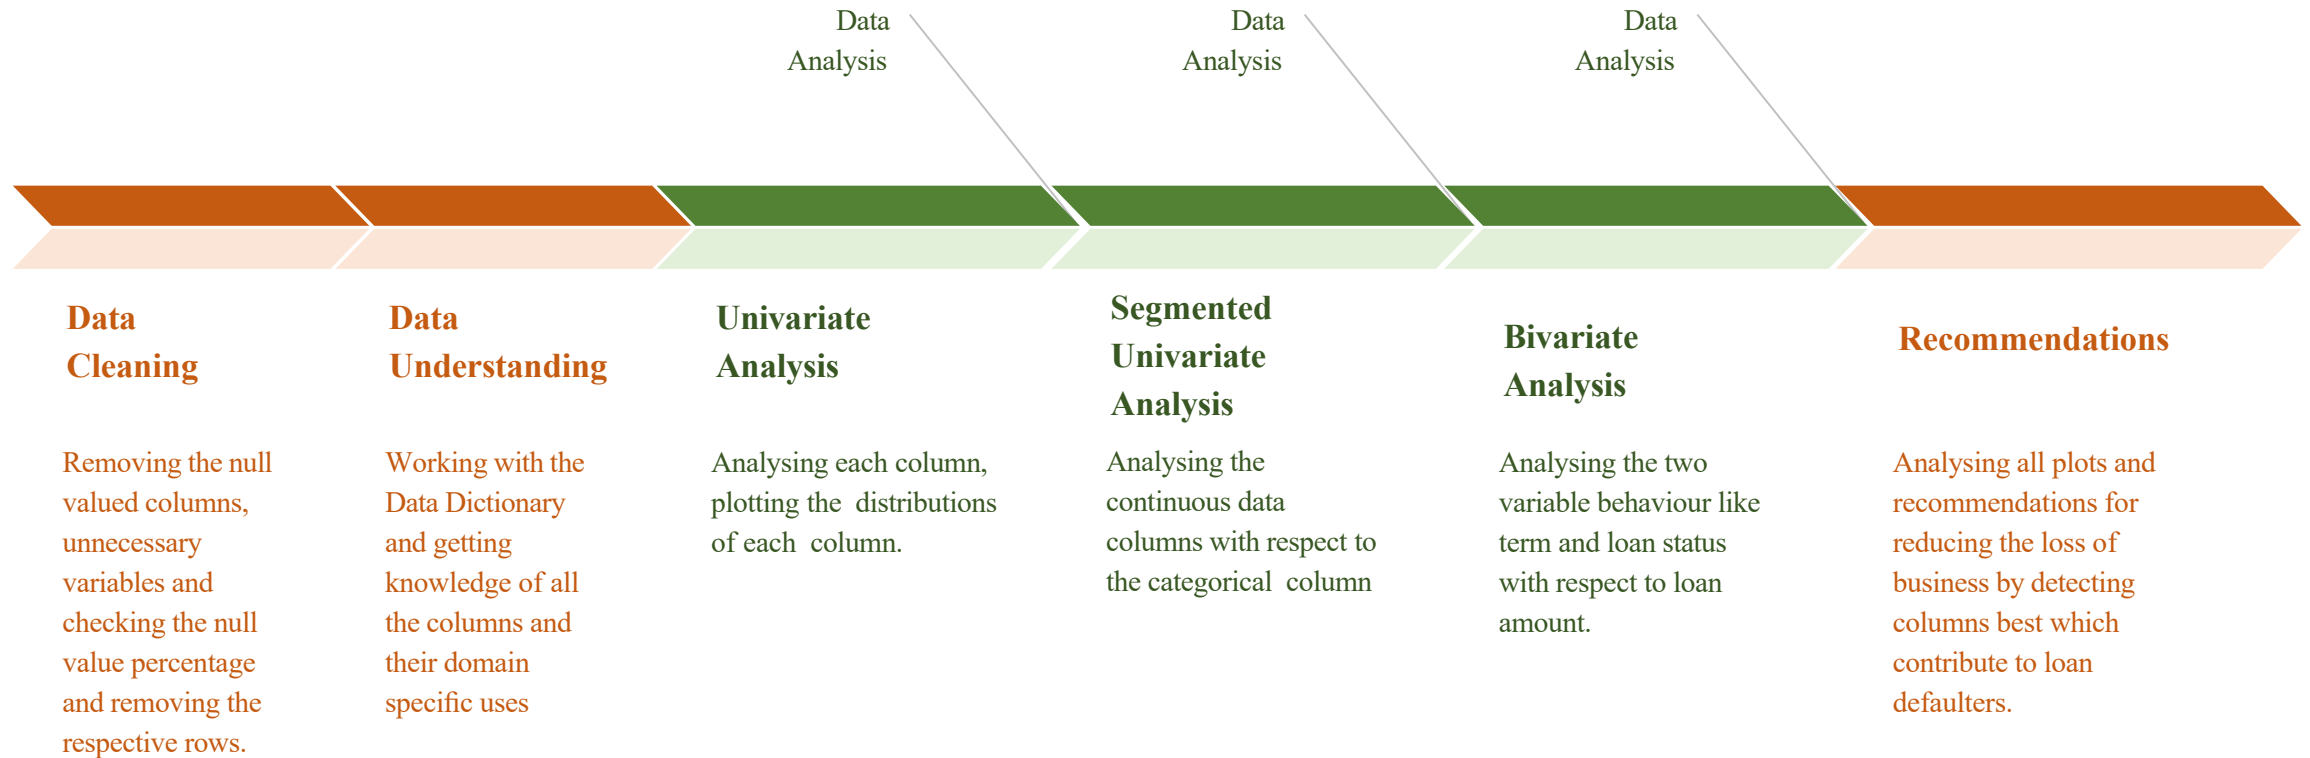 Data
Analysis
Data
Analysis
Data
Analysis
Data
Cleaning
Removing the null
valued columns,
unnecessary
variables and
checking the null
value percentage
and removing the
respective rows.
Data
Understanding
Working with the
Data Dictionary
and getting
knowledge of all
the columns and
their domain
specific uses
Univariate
Analysis
Analysing each column,
plotting the  distributions
of each  column.
Segmented
Univariate
Analysis
Analysing the
continuous data
columns with respect to
the categorical  column
Bivariate
Analysis
Analysing the two
variable behaviour like
term and loan status
with respect to loan
amount.
Recommendations
Analysing all plots and
recommendations for
reducing the loss of
business by detecting
columns best which
contribute to loan
defaulters.